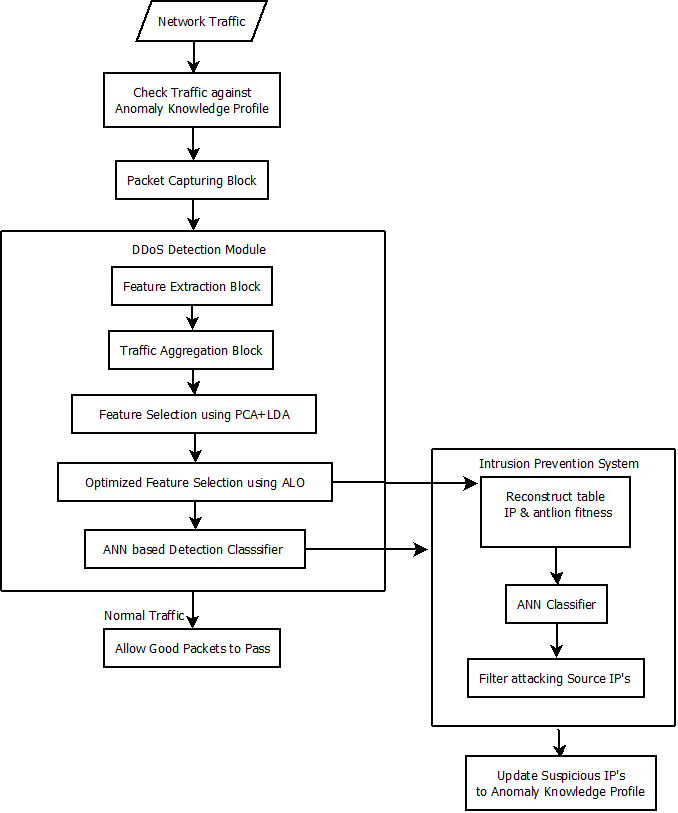 Network Traffic
Check Traffic against
Anomaly Knowledge Profile
Packet Capturing Block
DDoS Detection Module
Feature Extraction Block
Traffic Aggregation Block
Feature Selection using PCA+LDA
Optimized Feature Selection using ALO
ANN based Detection Classsifier
Normal Traffic
Allow Good Packets to Pass
Intrusion Prevention System
Reconstruct table
IP & antlion fitness
ANN Classifier
Filter attacking Source IP's
Update Suspicious IP's
to Anomaly Knowledge Profile